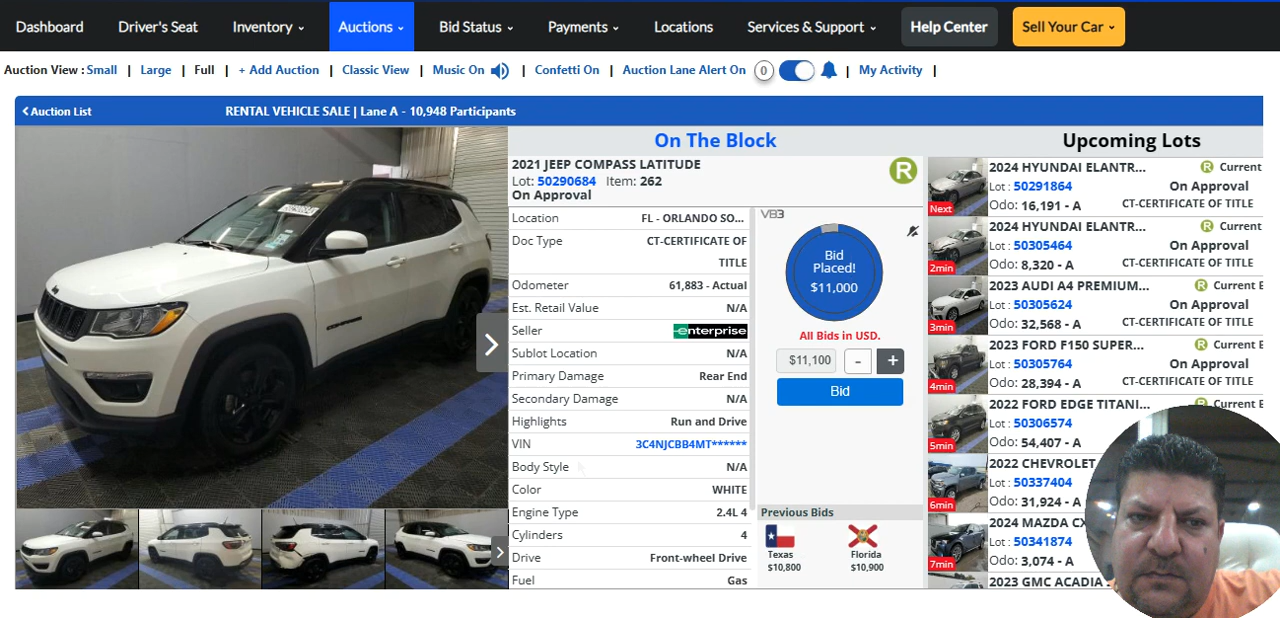 Dashboard Driver's Seat Inventory Auctions Bid Status Payments Locations Services & Support Help Center Sell Your Car
Auction View : Small | Large | Full | + Add Auction | Classic View | Music On | Confetti On | Auction Lane Alert On 0 | My Activity |
Auction List RENTAL VEHICLE SALE | Lane A - 10,948 Participants
On The Block
2021 JEEP COMPASS LATITUDE
Lot: 50290684 Item: 262
On Approval
R
Location FL - ORLANDO SO...
Doc Type CT-CERTIFICATE OF
TITLE
Odometer 61,883 - Actual
Est. Retail Value N/A
Seller enterprise
Sublot Location N/A
Primary Damage Rear End
Secondary Damage N/A
Highlights Run and Drive
VIN 3C4NJCBB4MT******
Body Style N/A
Color WHITE
Engine Type 2.4L 4
Cylinders 4
Drive Front-wheel Drive
Fuel Gas
VB3
Bid
Placed!
$11,000
All Bids in USD.
$11,100 - +
Bid
Previous Bids
Texas
$10,800
Florida
$10,900
Upcoming Lots
2024 HYUNDAI ELANTR... R Current
Lot : 50291864 On Approval
Next Odo: 16,191 - A CT-CERTIFICATE OF TITLE
2024 HYUNDAI ELANTR... R Current
Lot : 50305464 On Approval
2min Odo: 8,320 - A CT-CERTIFICATE OF TITLE
2023 AUDI A4 PREMIUM... R Current E
Lot : 50305624 On Approval
3min Odo: 32,568 - A CT-CERTIFICATE OF TITLE
2023 FORD F150 SUPER... R Current E
Lot : 50305764 On Approval
4min Odo: 28,394 - A CT-CERTIFICATE OF TITLE
2022 FORD EDGE TITANI... R Current E
Lot : 50306574
5min Odo: 54,407 - A
2022 CHEVROLET
Lot : 50337404
6min Odo: 31,924 - A
2024 MAZDA CX
Lot : 50341874
7min Odo: 3,074 - A
2023 GMC ACADIA